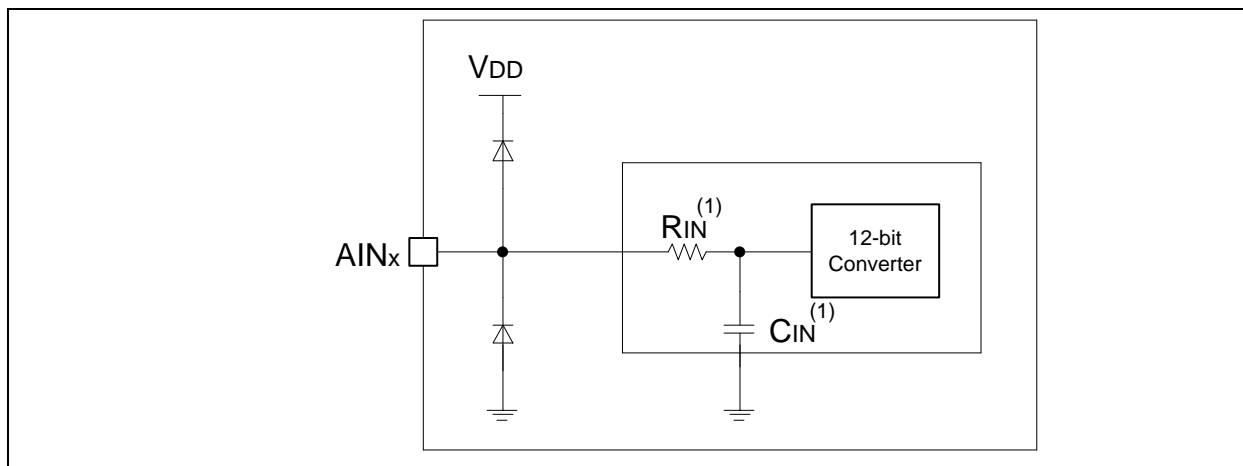 VDD
RIN(1)
12-bit
Converter
AINx
CIN(1)